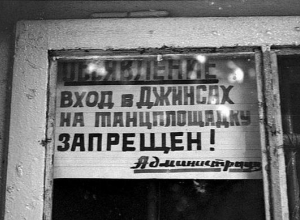 ОБЪЯВЛЕНИЕ
ВХОД в ДЖИНСАХ
НА ТАНЦПЛОЩАДКУ
ЗАПРЕЩЕН!
Администрация